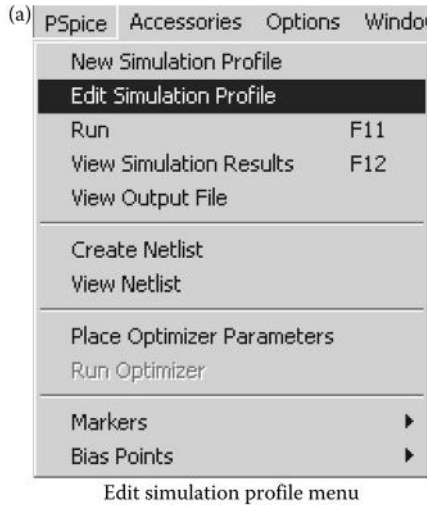 (a) PSpice Accessories Options Windo
New Simulation Profile
Edit Simulation Profile
Run F11
View Simulation Results F12
View Output File
Create Netlist
View Netlist
Place Optimizer Parameters
Run Optimizer
Markers
Bias Points
Edit simulation profile menu